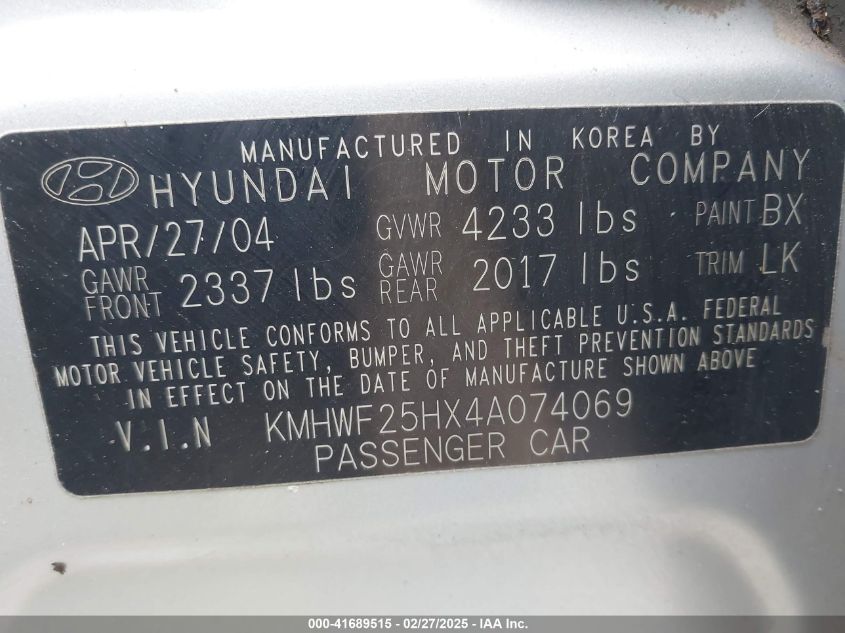 MANUFACTURED IN KOREA BY
HYUNDAI MOTOR COMPANY
APR/27/04 GVWR 4233 lbs PAINT BX
GAWR FRONT 2337 lbs GAWR REAR 2017 lbs TRIM LK
THIS VEHICLE CONFORMS TO ALL APPLICABLE U.S.A. FEDERAL
MOTOR VEHICLE SAFETY, BUMPER, AND THEFT PREVENTION STANDARDS
IN EFFECT ON THE DATE OF MANUFACTURE SHOWN ABOVE
V.I.N KMHWF25HX4A074069
PASSENGER CAR
000-41689515 - 02/27/2025 - IAA Inc.